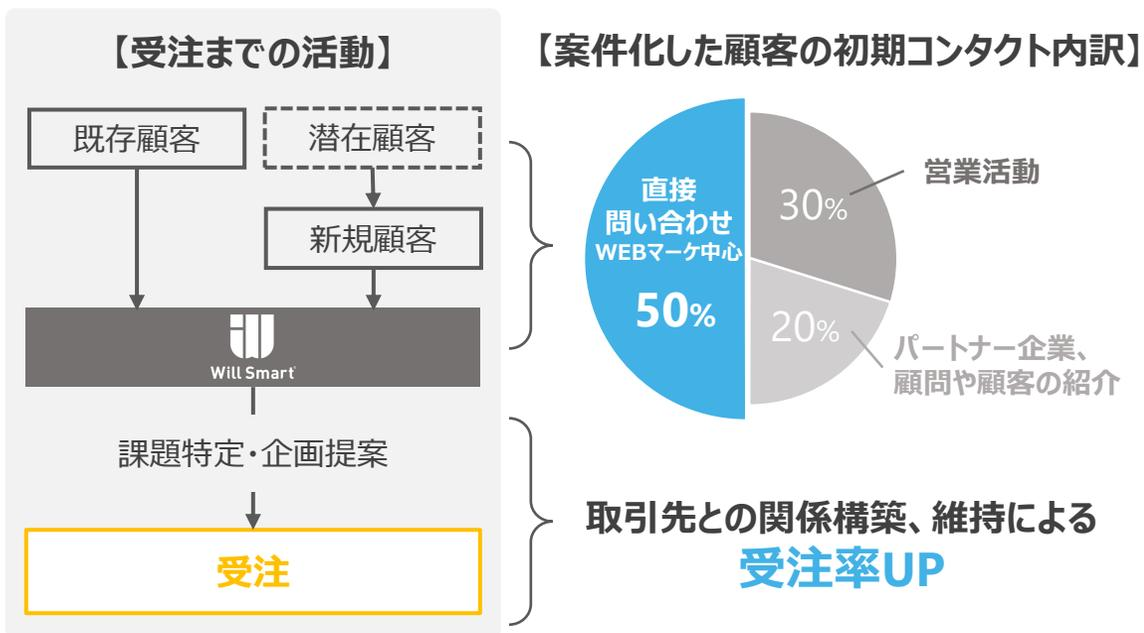 【受注までの活動】
既存顧客
潜在顧客
新規顧客
Will Smart
課題特定・企画提案
受注
【案件化した顧客の初期コンタクト内訳】
直接
問い合わせ
WEBマーケ中心
50%
30%
営業活動
20%
パートナー企業、
顧問や顧客の紹介
取引先との関係構築、維持による
受注率UP